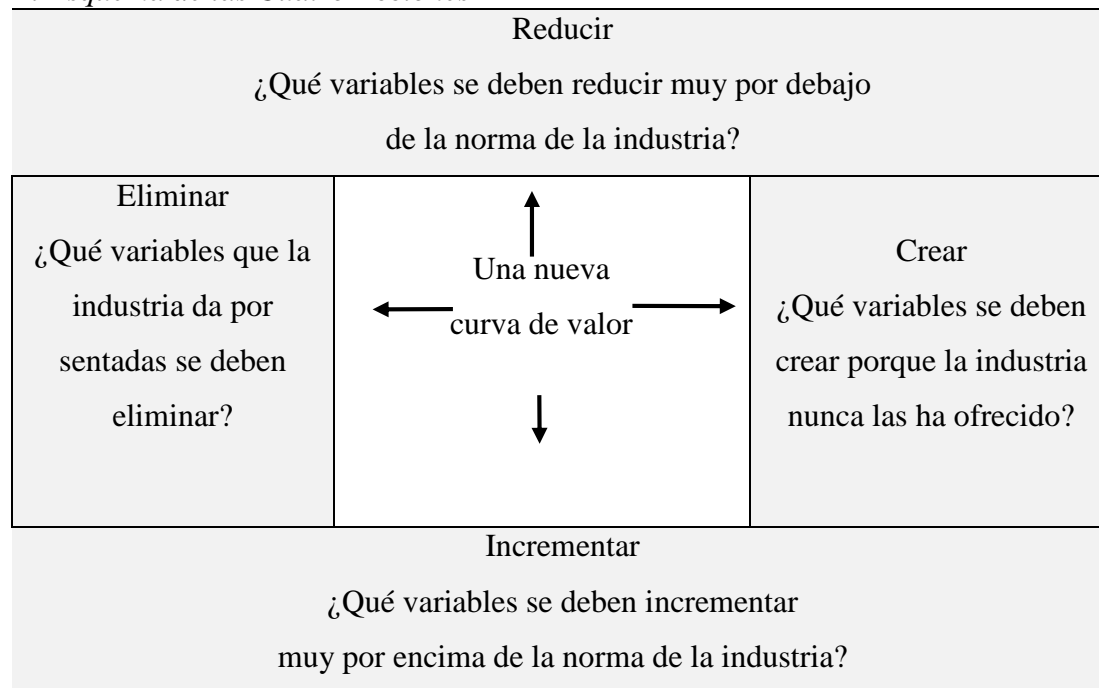 Reducir
¿Qué variables se deben reducir muy por debajo
de la norma de la industria?
Eliminar
¿Qué variables que la
industria da por
sentadas se deben
eliminar?
Una nueva
curva de valor
Crear
¿Qué variables se deben
crear porque la industria
nunca las ha ofrecido?
Incrementar
¿Qué variables se deben incrementar
muy por encima de la norma de la industria?